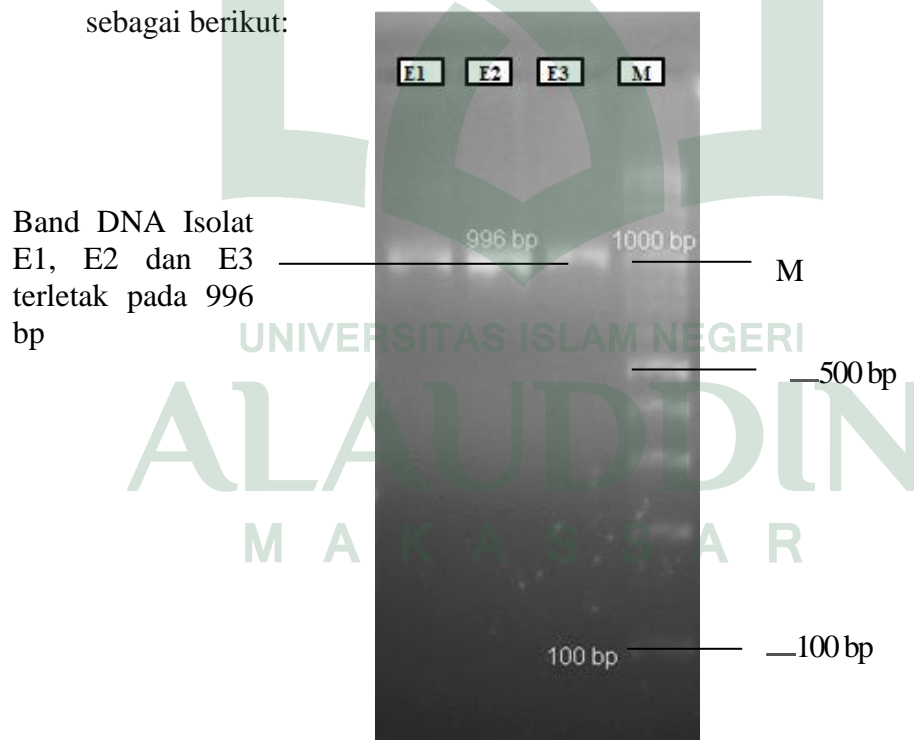 sebagai berikut:
E1 E2 E3 M
Band DNA Isolat
E1, E2 dan E3
terletak pada 996
bp
996 bp
1000 bp
M
UNIVERSITAS ISLAM NEGERI
500 bp
ALAUDDIN
MAKASSAR
100 bp
100 bp